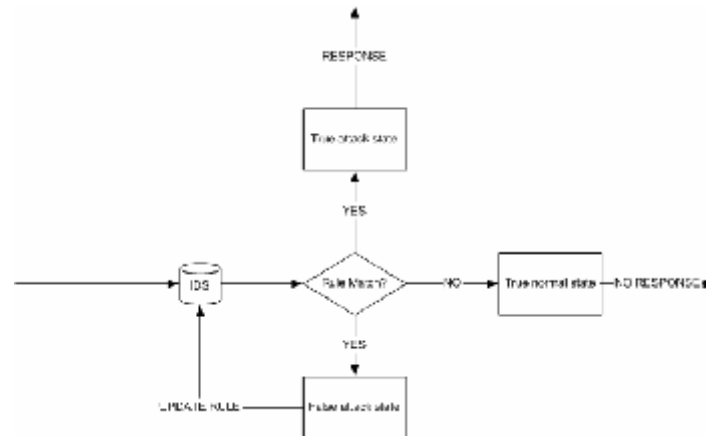 RESPONSE
True attack state
YES
IDS
Rule Match?
NO
True normal state
NO RESPONSE
YES
UPDATE RULE
False attack state